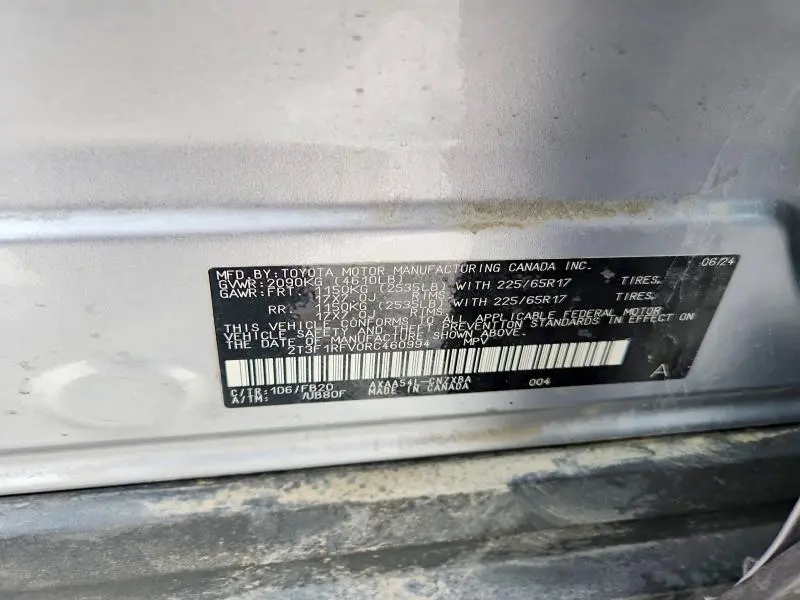 MFD. BY: TOYOTA MOTOR MANUFACTURING CANADA INC. 06/24
GVWR: 2090KG (4610LB)
GAWR: FRT. 1150KG (2535LB) WITH 225/65R17 TIRES,
17X7.0J RIMS,
RR. 1150KG (2535LB) WITH 225/65R17 TIRES,
17X7.0J RIMS,
THIS VEHICLE CONFORMS TO ALL APPLICABLE FEDERAL MOTOR
VEHICLE SAFETY AND THEFT PREVENTION STANDARDS IN EFFECT ON
THE DATE OF MANUFACTURE SHOWN ABOVE.
2T3F1RFV0RC460994 MPV
C/TR: 1D6/FB20 AXAA54L-CNZXBA 004 A
A/TM: /UB80F MADE IN CANADA